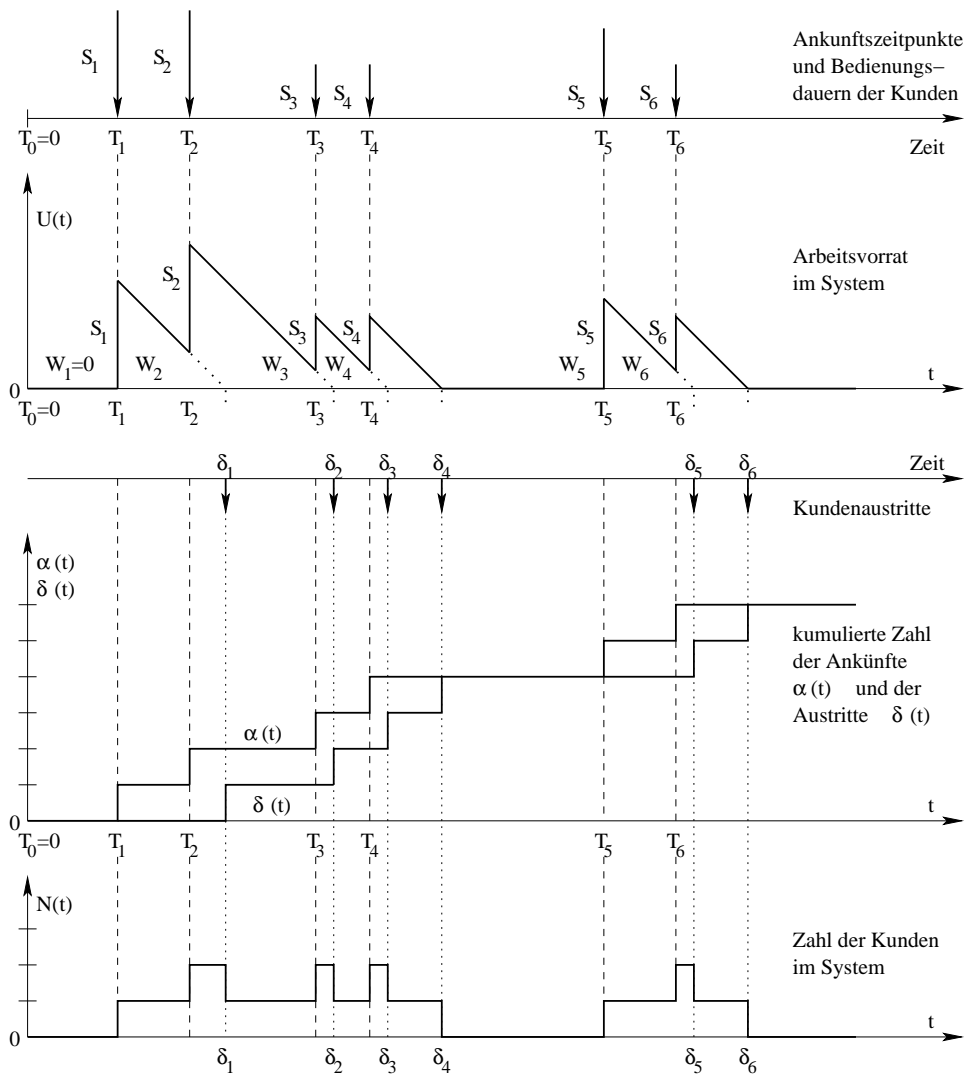 Ankunftszeitpunkte
und Bedienungs–
dauern der Kunden
S1 S2 S3 S4 S5 S6
T0=0 T1 T2 T3 T4 T5 T6 Zeit
U(t)
Arbeitsvorrat
im System
S1 S2 S3 S4 S5 S6
W1=0 W2 W3 W4 W5 W6
0 t
T0=0 T1 T2 T3 T4 T5 T6
δ1 δ2 δ3 δ4 δ5 δ6 Zeit
Kundenaustritte
α(t)
δ(t)
kumulierte Zahl
der Ankünfte
α(t) und der
Austritte δ(t)
α(t)
δ(t)
0 t
T0=0 T1 T2 T3 T4 T5 T6
N(t)
Zahl der Kunden
im System
0 t
δ1 δ2 δ3 δ4 δ5 δ6